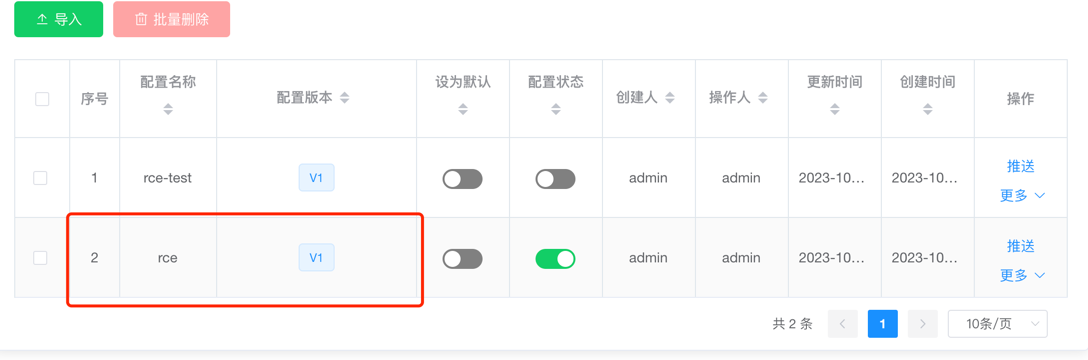 导入 批量删除
序号 配置名称 配置版本 设为默认 配置状态 创建人 操作人 更新时间 创建时间 操作
1 rce-test V1 admin admin 2023-10... 2023-10... 推送
更多
2 rce V1 admin admin 2023-10... 2023-10... 推送
更多
共 2 条 1 10条/页